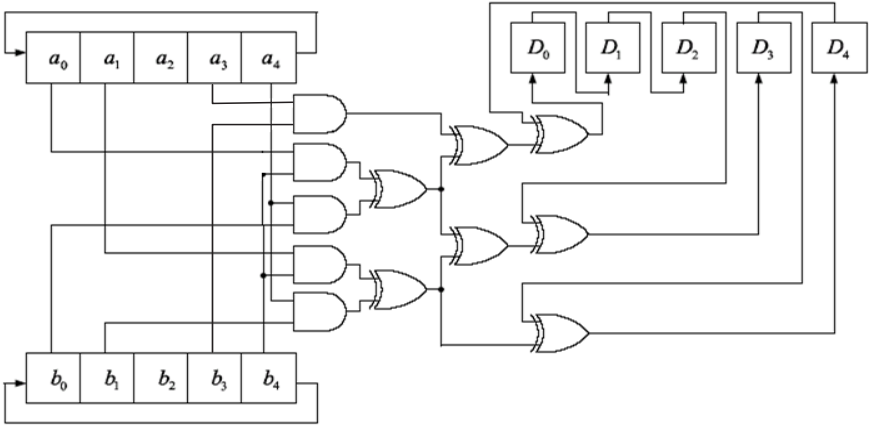 D₀ D₁ D₂ D₃ D₄
a₀ a₁ a₂ a₃ a₄
b₀ b₁ b₂ b₃ b₄